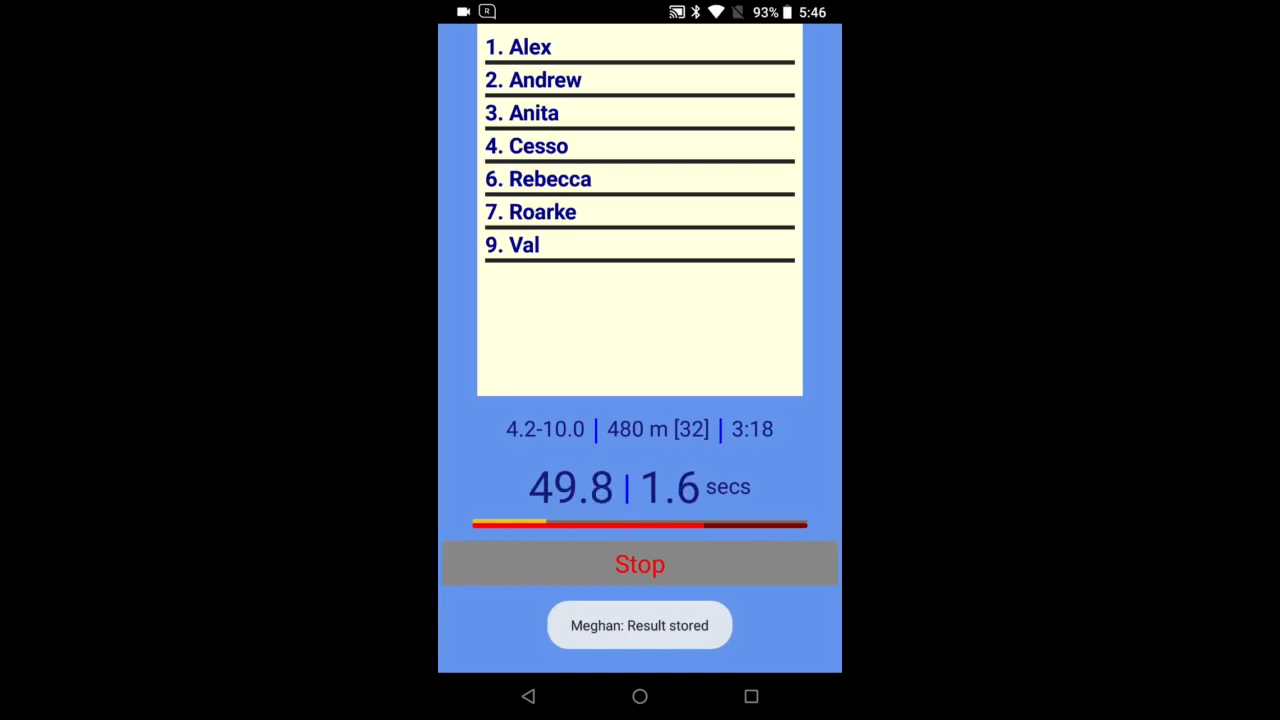 R 93% 5:46
1. Alex
2. Andrew
3. Anita
4. Cesso
6. Rebecca
7. Roarke
9. Val
4.2-10.0 | 480 m [32] | 3:18
49.8 | 1.6 secs
Stop
Meghan: Result stored